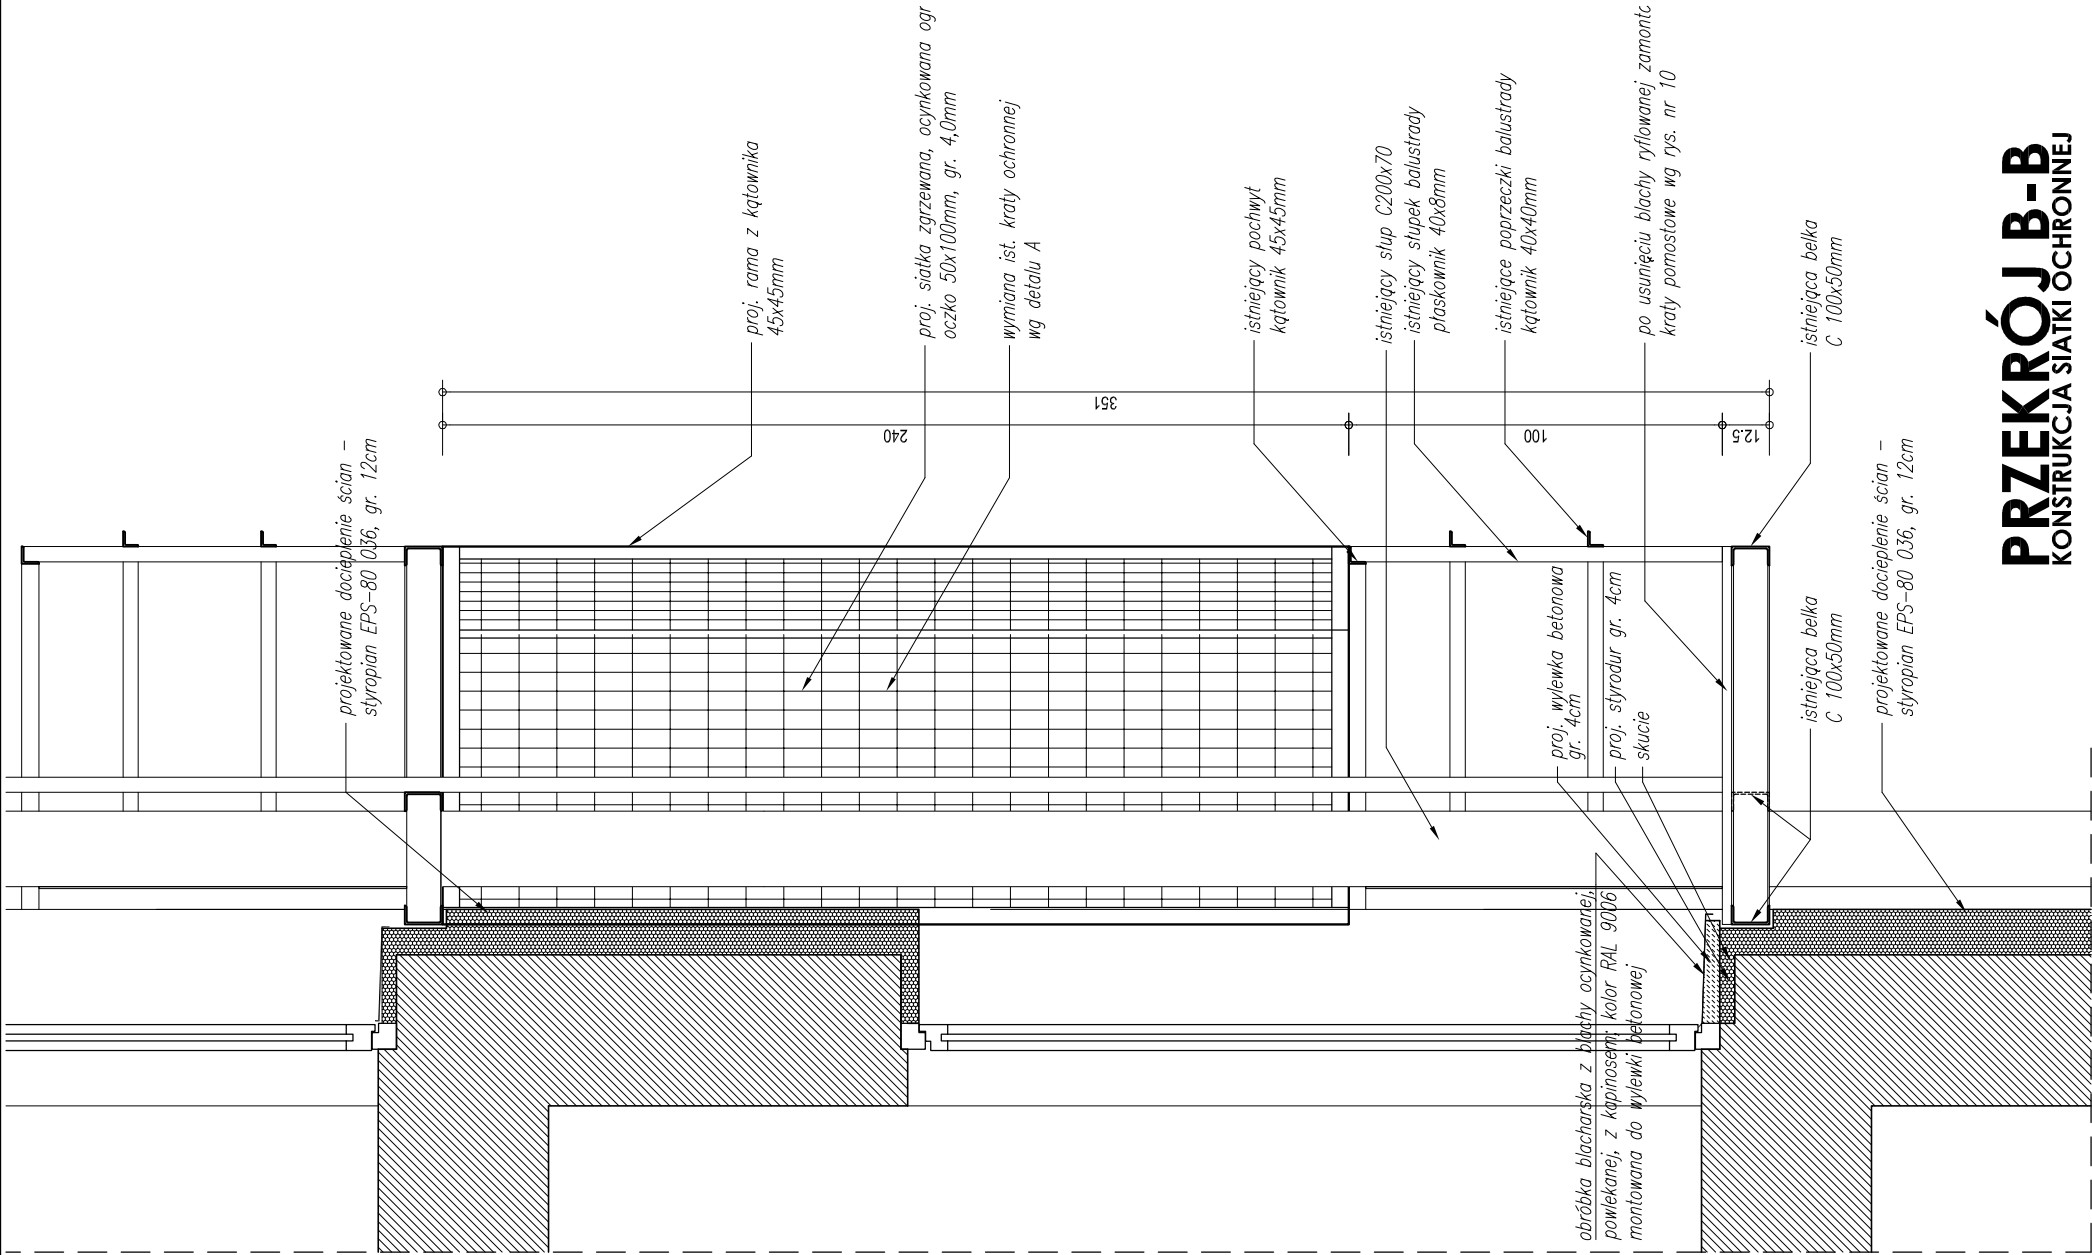 projektowane docieplenie ścian -
styropian EPS-80 036, gr. 12cm
proj. rama z kątownika
45x45mm
proj. siatka zgrzewana, ocynkowana ogr
oczko 50x100mm, gr. 4,0mm
wymiana ist. kraty ochronnej
wg detalu A
istniejący pochwyt
kątownik 45x45mm
istniejący słup C200x70
istniejący słupek balustrady
płaskownik 40x8mm
istniejące poprzeczki balustrady
kątownik 40x40mm
po usunięciu blachy ryflowanej zamontc
kraty pomostowe wg rys. nr 10
istniejąca belka
C 100x50mm
351
240
100
12.5
proj. wylewka betonowa
gr. 4cm
proj. styrodur gr. 4cm
skucie
istniejąca belka
C 100x50mm
projektowane docieplenie ścian -
styropian EPS-80 036, gr. 12cm
obróbka blacharska z blachy ocynkowanej,
powlekanej, z kapinosem; kolor RAL 9006
montowana do wylewki betonowej
PRZEKRÓJ B-B
KONSTRUKCJA SIATKI OCHRONNEJ